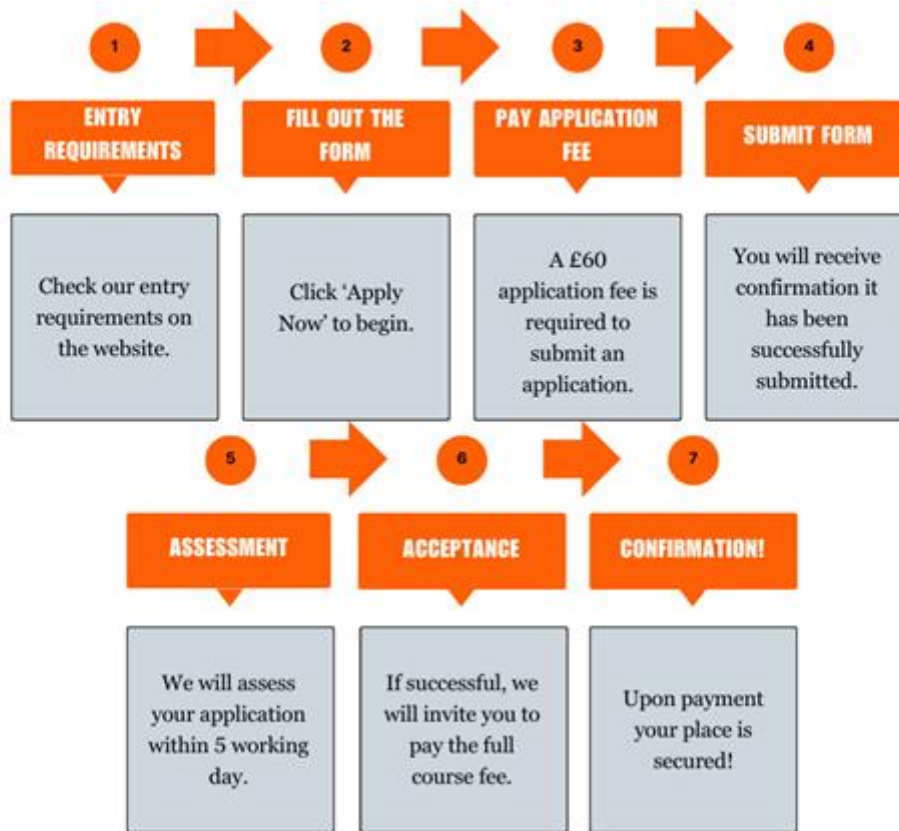 1
2
3
4
ENTRY
REQUIREMENTS
FILL OUT THE
FORM
PAY APPLICATION
FEE
SUBMIT FORM
Check our entry
requirements on
the website.
Click ‘Apply
Now’ to begin.
A £60
application fee is
required to
submit an
application.
You will receive
confirmation it
has been
successfully
submitted.
5
6
7
ASSESSMENT
ACCEPTANCE
CONFIRMATION!
We will assess
your application
within 5 working
day.
If successful, we
will invite you to
pay the full
course fee.
Upon payment
your place is
secured!